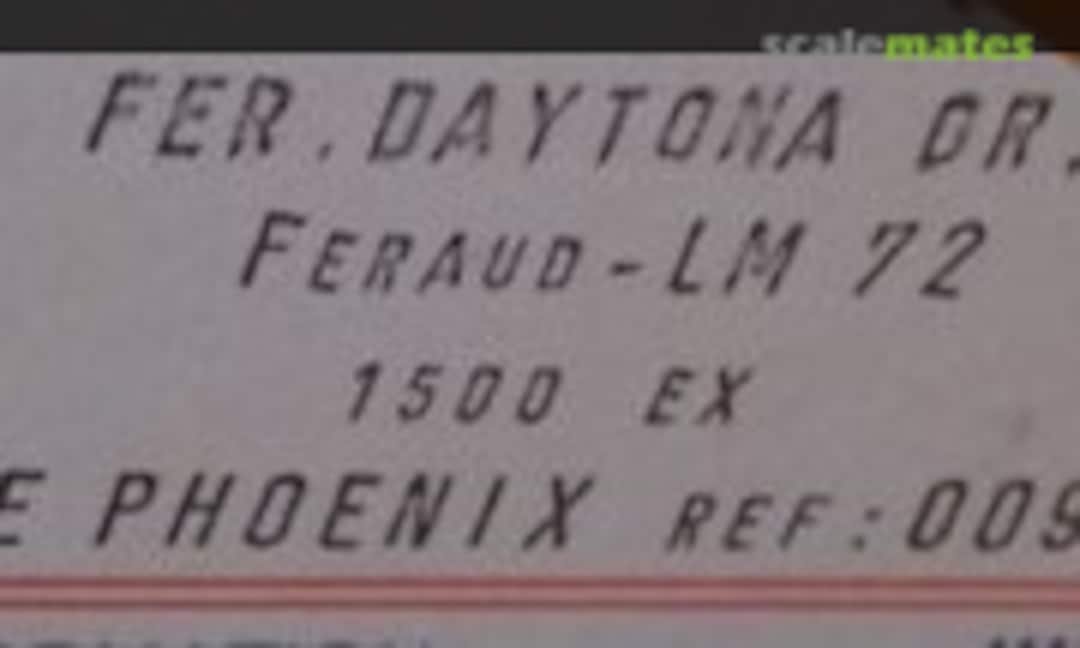 scalemates
FER. DAYTONA GR.
FERAUD-LM 72
1500 EX
E PHOENIX REF:009